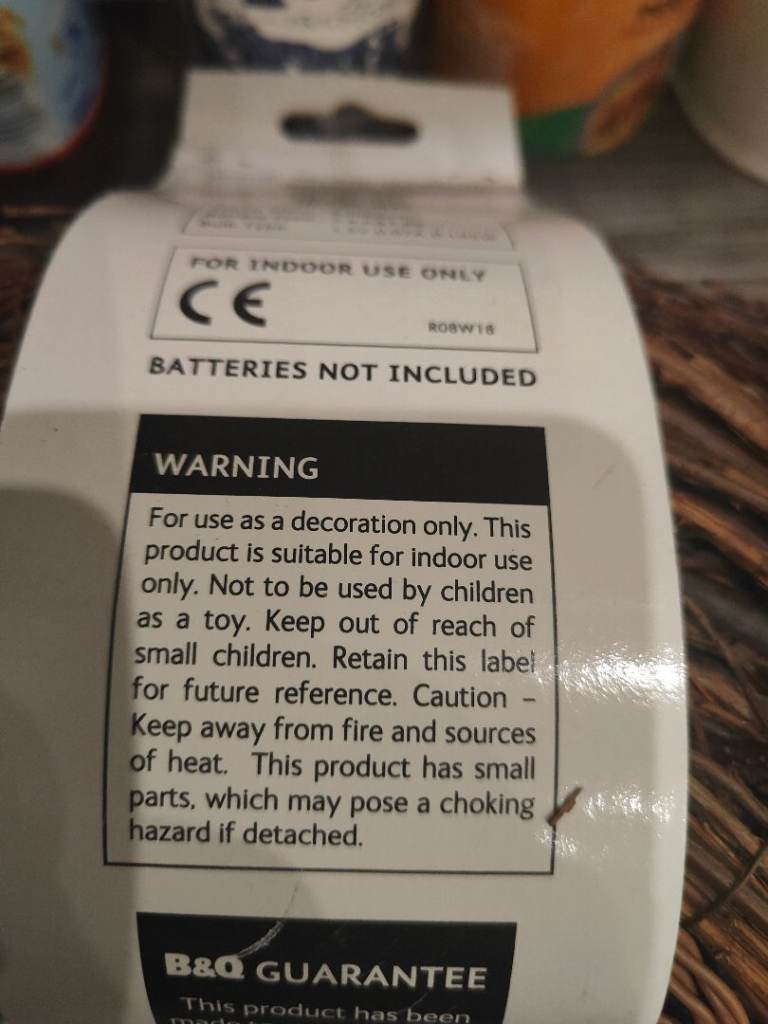 FOR INDOOR USE ONLY
CE
R08W18
BATTERIES NOT INCLUDED
WARNING
For use as a decoration only. This
product is suitable for indoor use
only. Not to be used by children
as a toy. Keep out of reach of
small children. Retain this label
for future reference. Caution –
Keep away from fire and sources
of heat. This product has small
parts, which may pose a choking
hazard if detached.
B&Q GUARANTEE
This product has been